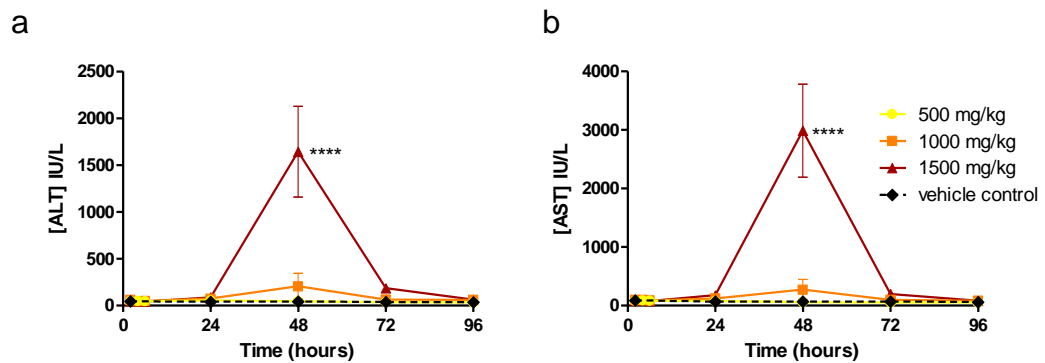 a
[ALT] IU/L
2500
2000
1500
1000
500
0
****
0 24 48 72 96
Time (hours)
b
[AST] IU/L
4000
3000
2000
1000
0
****
0 24 48 72 96
Time (hours)
500 mg/kg
1000 mg/kg
1500 mg/kg
vehicle control